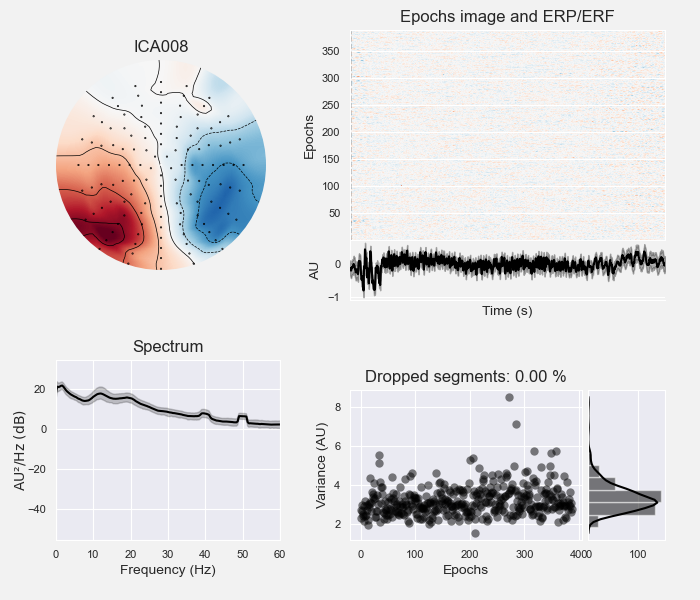 ICA008
Epochs image and ERP/ERF
Epochs
350
300
250
200
150
100
50
AU
0
−1
Time (s)
Spectrum
AU²/Hz (dB)
20
0
−20
−40
0 10 20 30 40 50 60
Frequency (Hz)
Dropped segments: 0.00 %
Variance (AU)
8
6
4
2
0 100 200 300 400
Epochs
0 100